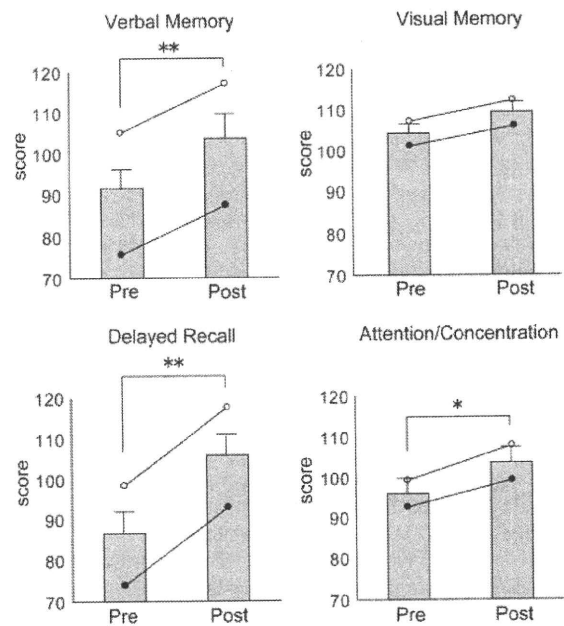 Verbal Memory
**
120
110
100
90
80
70
score
Pre Post
Visual Memory
120
110
100
90
80
70
score
Pre Post
Delayed Recall
**
120
110
100
90
80
70
score
Pre Post
Attention/Concentration
*
120
110
100
90
80
70
score
Pre Post